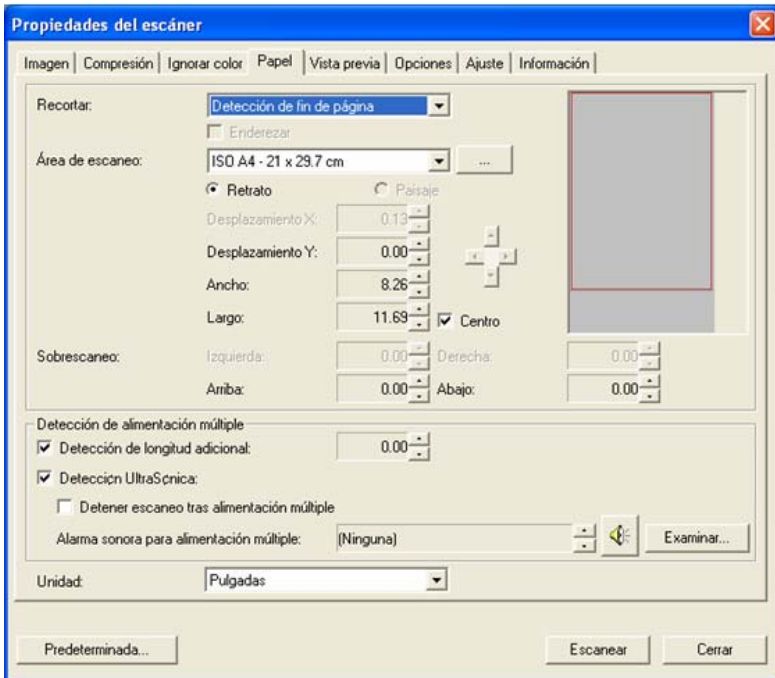 Propiedades del escáner
Imagen Compresión Ignorar color Papel Vista previa Opciones Ajuste Información
Recortar: Detección de fin de página
Enderezar
Área de escaneo: ISO A4 - 21 x 29.7 cm ...
Retrato Paisaje
Desplazamiento X: 0.13
Desplazamiento Y: 0.00
Ancho: 8.26
Largo: 11.69 Centro
Sobrescaneo: Izquierda: 0.00 Derecha: 0.00
Arriba: 0.00 Abajo: 0.00
Detección de alimentación múltiple
Detección de longitud adicional: 0.00
Detección UltraSónica:
Detener escaneo tras alimentación múltiple
Alarma sonora para alimentación múltiple: (Ninguna) Examinar...
Unidad: Pulgadas
Predeterminada... Escanear Cerrar